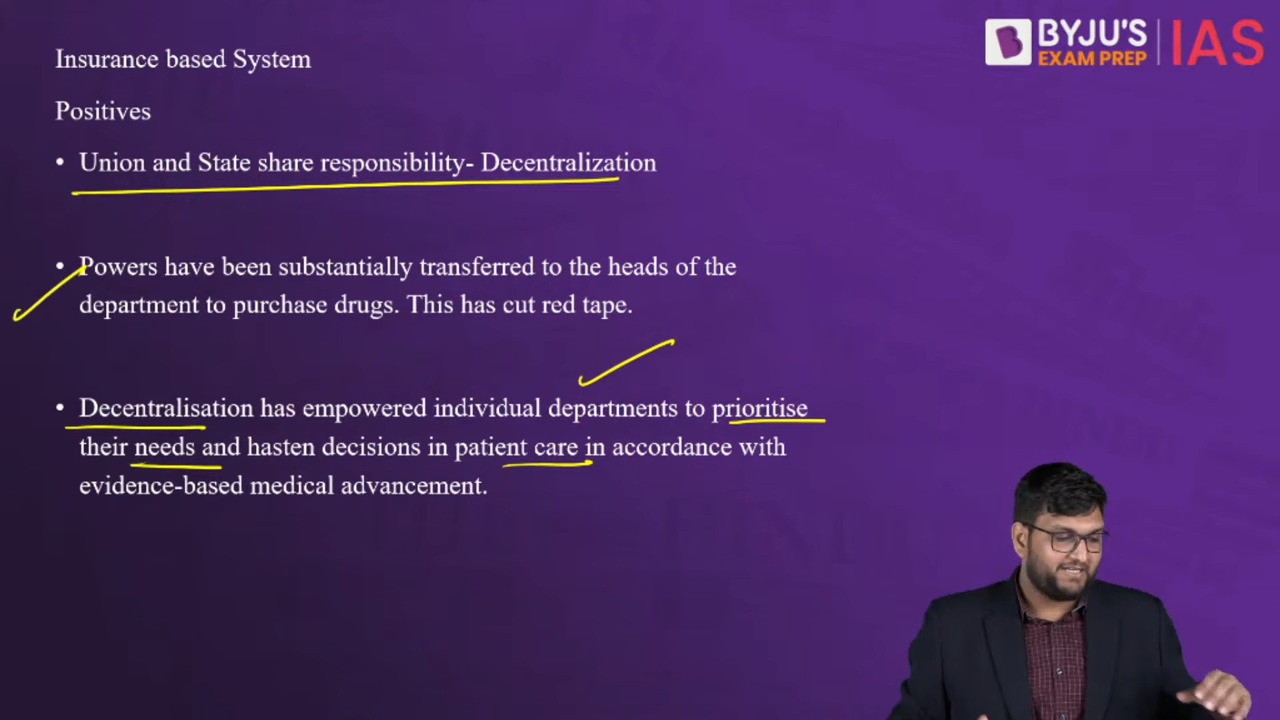 BYJU'S
EXAM PREP
IAS
Insurance based System
Positives
• Union and State share responsibility- Decentralization
• Powers have been substantially transferred to the heads of the
department to purchase drugs. This has cut red tape.
• Decentralisation has empowered individual departments to prioritise
their needs and hasten decisions in patient care in accordance with
evidence-based medical advancement.